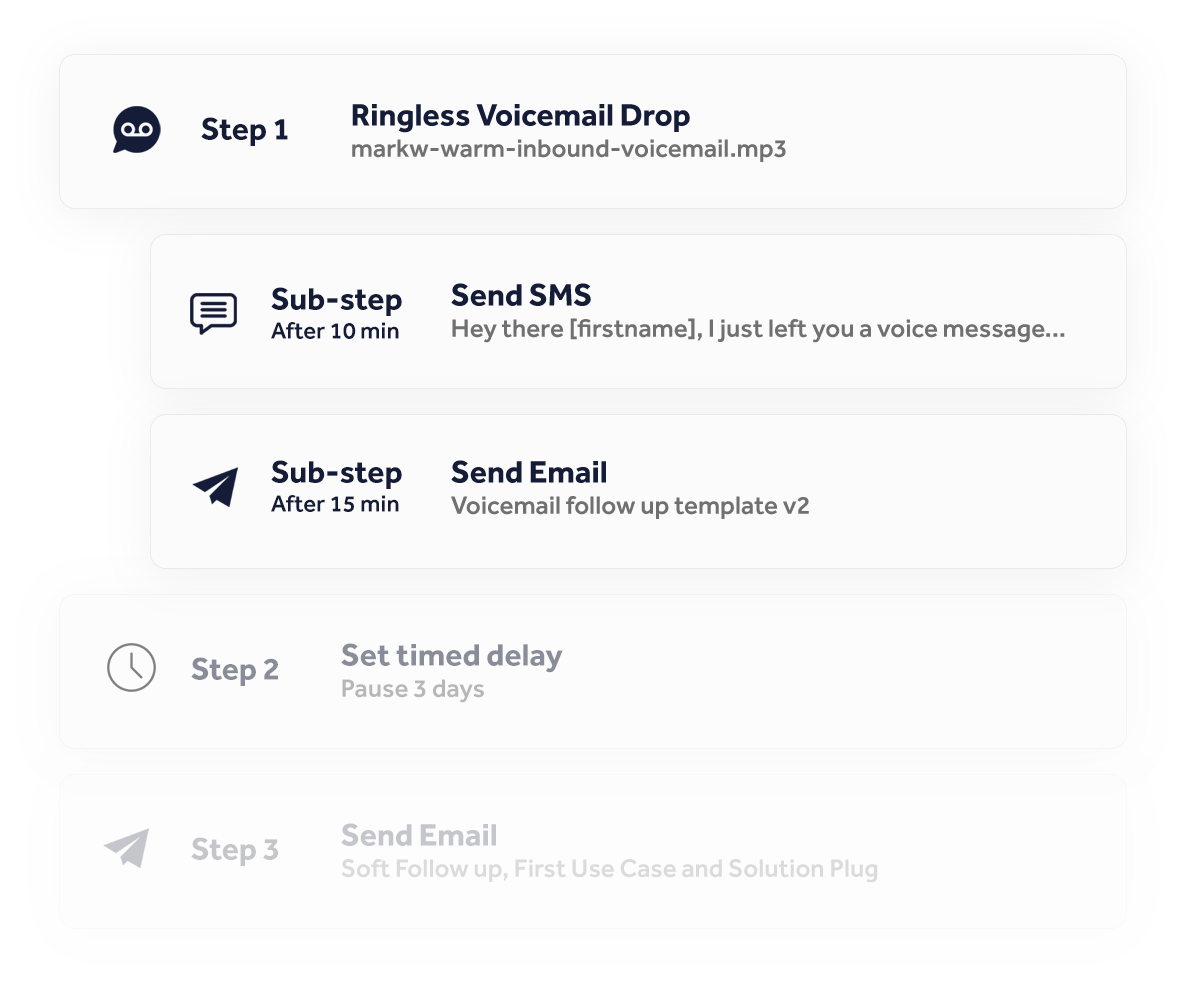 Step 1
Ringless Voicemail Drop
markw-warm-inbound-voicemail.mp3
Sub-step
After 10 min
Send SMS
Hey there [firstname], I just left you a voice message...
Sub-step
After 15 min
Send Email
Voicemail follow up template v2
Step 2
Set timed delay
Pause 3 days
Step 3
Send Email
Soft Follow up, First Use Case and Solution Plug